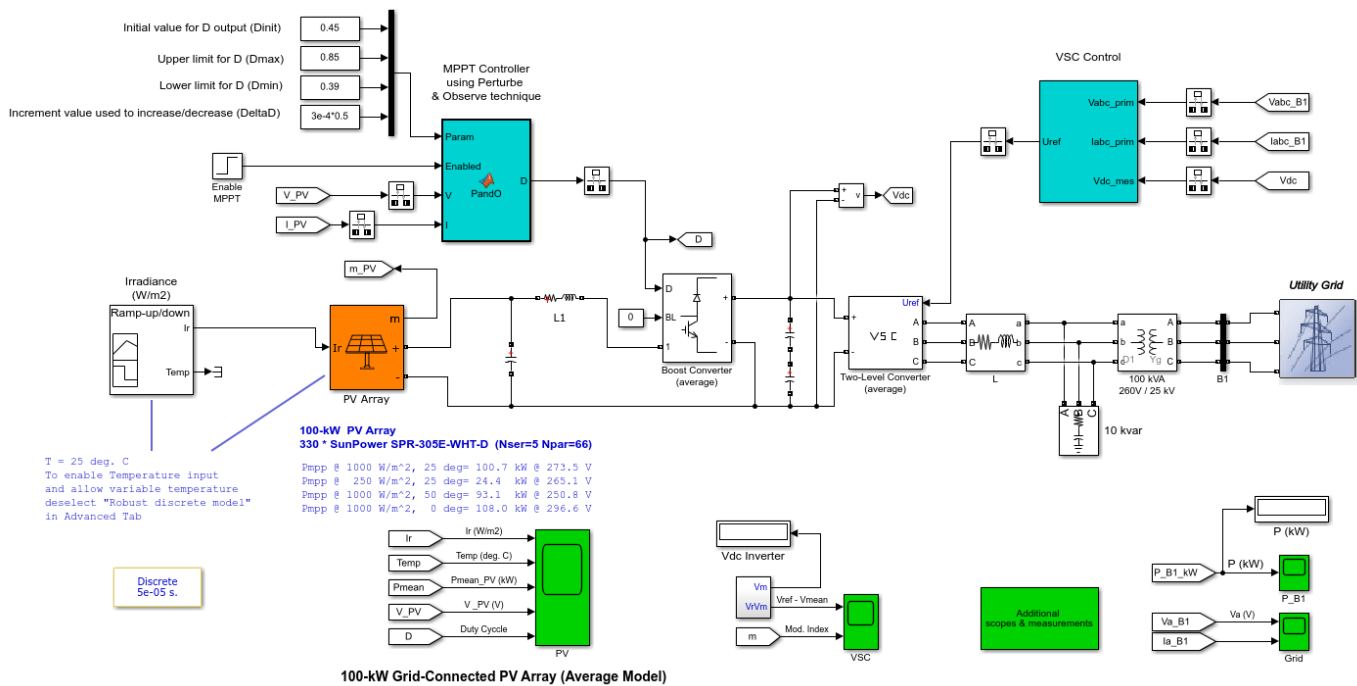 Initial value for D output (Dinit)
0.45
Upper limit for D (Dmax)
0.85
Lower limit for D (Dmin)
0.39
Increment value used to increase/decrease (DeltaD)
3e-4*0.5
MPPT Controller
using Perturbe
& Observe technique
Param
Enabled
V
I
PandO
D
Enable
MPPT
V_PV
I_PV
VSC Control
Vabc_prim
Iabc_prim
Vdc_mes
Uref
Vabc_B1
Iabc_B1
Vdc
+
-
v
Vdc
D
m_PV
Irradiance
(W/m2)
Ramp-up/down
Ir
Temp
Ir
m
+
-
PV Array
L1
0
D
BL
1
+
-
Boost Converter
(average)
Uref
+
-
VSC
A
B
C
Two-Level Converter
(average)
A
B
C
a
b
c
L
A
B
C
10 kvar
a
b
c
A
B
C
D1
Yg
100 kVA
260V / 25 kV
B1
Utility Grid
100-kW PV Array
330 * SunPower SPR-305E-WHT-D (Nser=5 Npar=66)
Pmpp @ 1000 W/m^2, 25 deg= 100.7 kW @ 273.5 V
Pmpp @ 250 W/m^2, 25 deg= 24.4 kW @ 265.1 V
Pmpp @ 1000 W/m^2, 50 deg= 93.1 kW @ 250.8 V
Pmpp @ 1000 W/m^2, 0 deg= 108.0 kW @ 296.6 V
T = 25 deg. C
To enable Temperature input
and allow variable temperature
deselect "Robust discrete model"
in Advanced Tab
Discrete
5e-05 s.
Ir
Ir (W/m2)
Temp
Temp (deg. C)
Pmean
Pmean_PV (kW)
V_PV
V _PV (V)
D
Duty Cyccle
PV
Vdc Inverter
Vm
VrVm
Vref - Vmean
m
Mod. Index
VSC
Additional
scopes & measurements
P (kW)
P_B1_kW
P (kW)
P_B1
Va_B1
Va (V)
Ia_B1
Grid
100-kW Grid-Connected PV Array (Average Model)